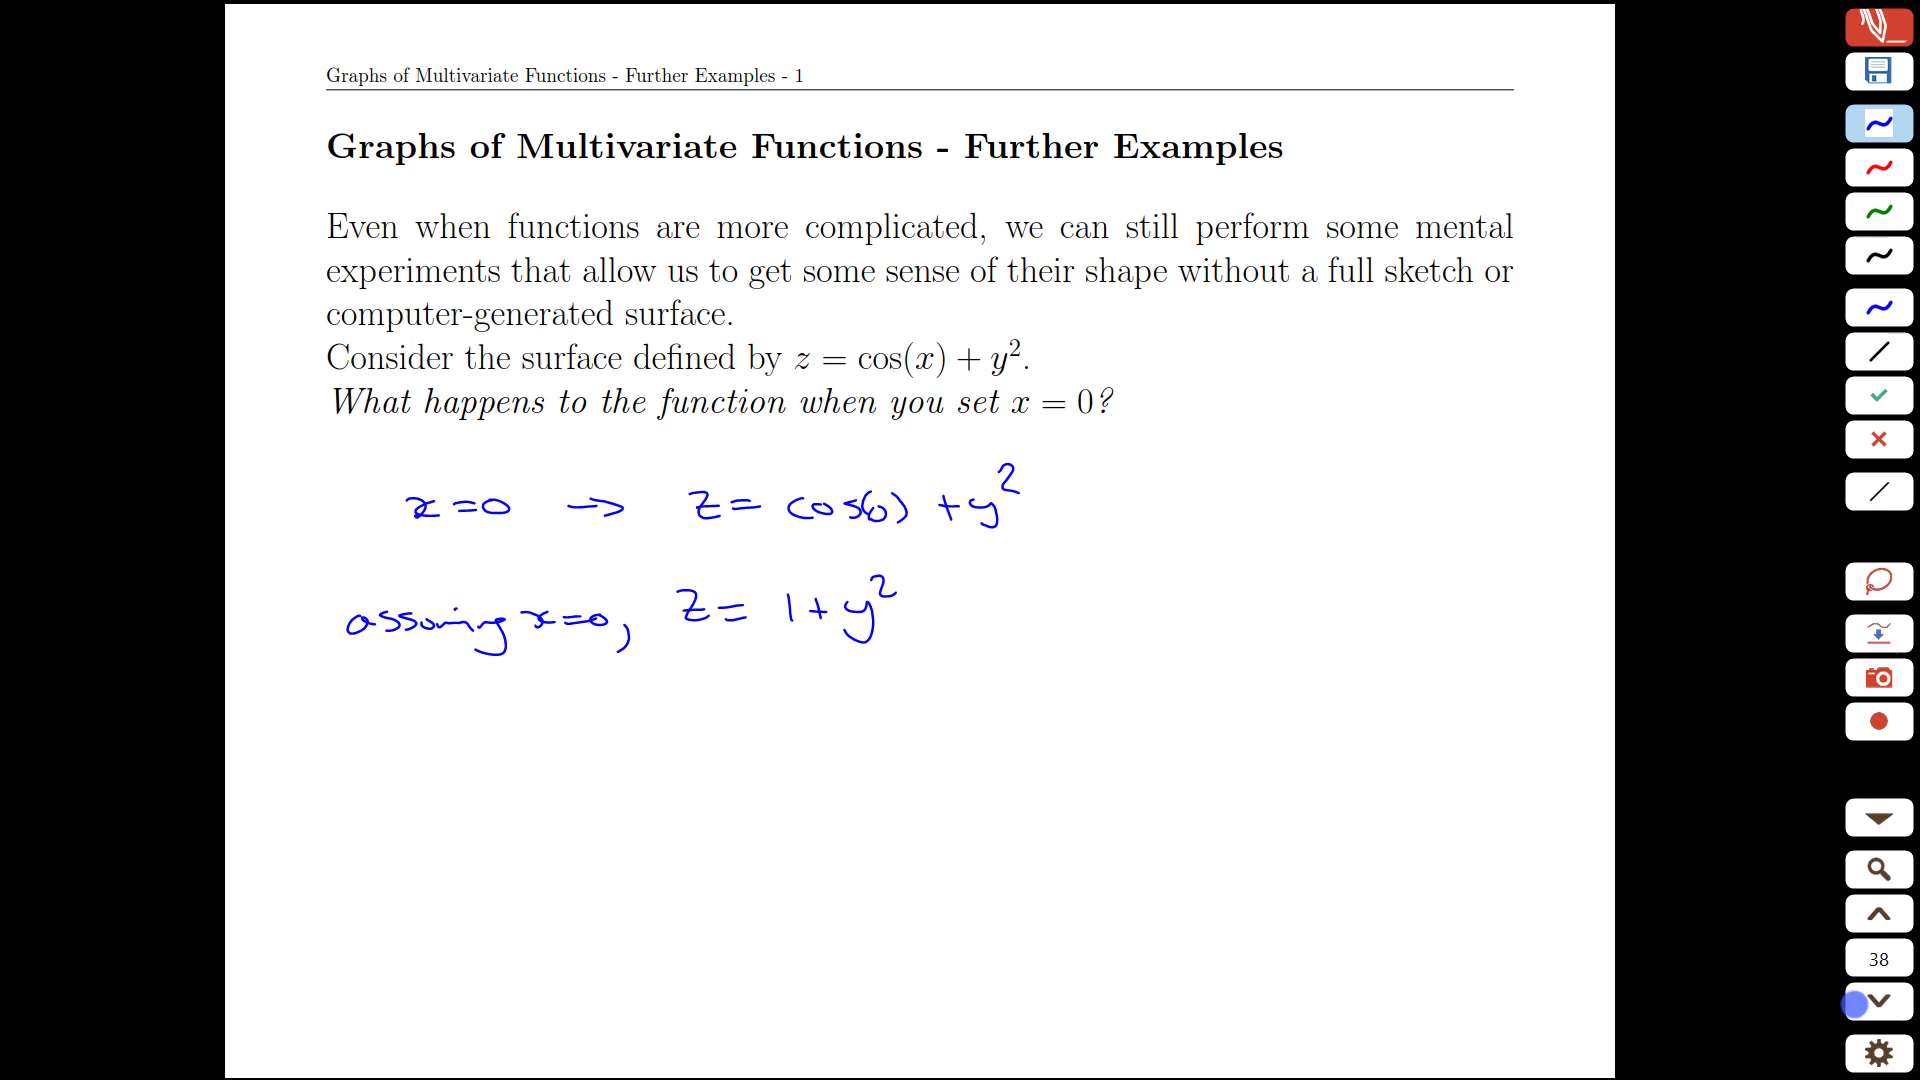 Graphs of Multivariate Functions - Further Examples - 1
Graphs of Multivariate Functions - Further Examples
Even when functions are more complicated, we can still perform some mental
experiments that allow us to get some sense of their shape without a full sketch or
computer-generated surface.
Consider the surface defined by z = cos(x) + y².
What happens to the function when you set x = 0?
x=0 → z = cos(0) + y²
assuming x=0, z = 1 + y²
38